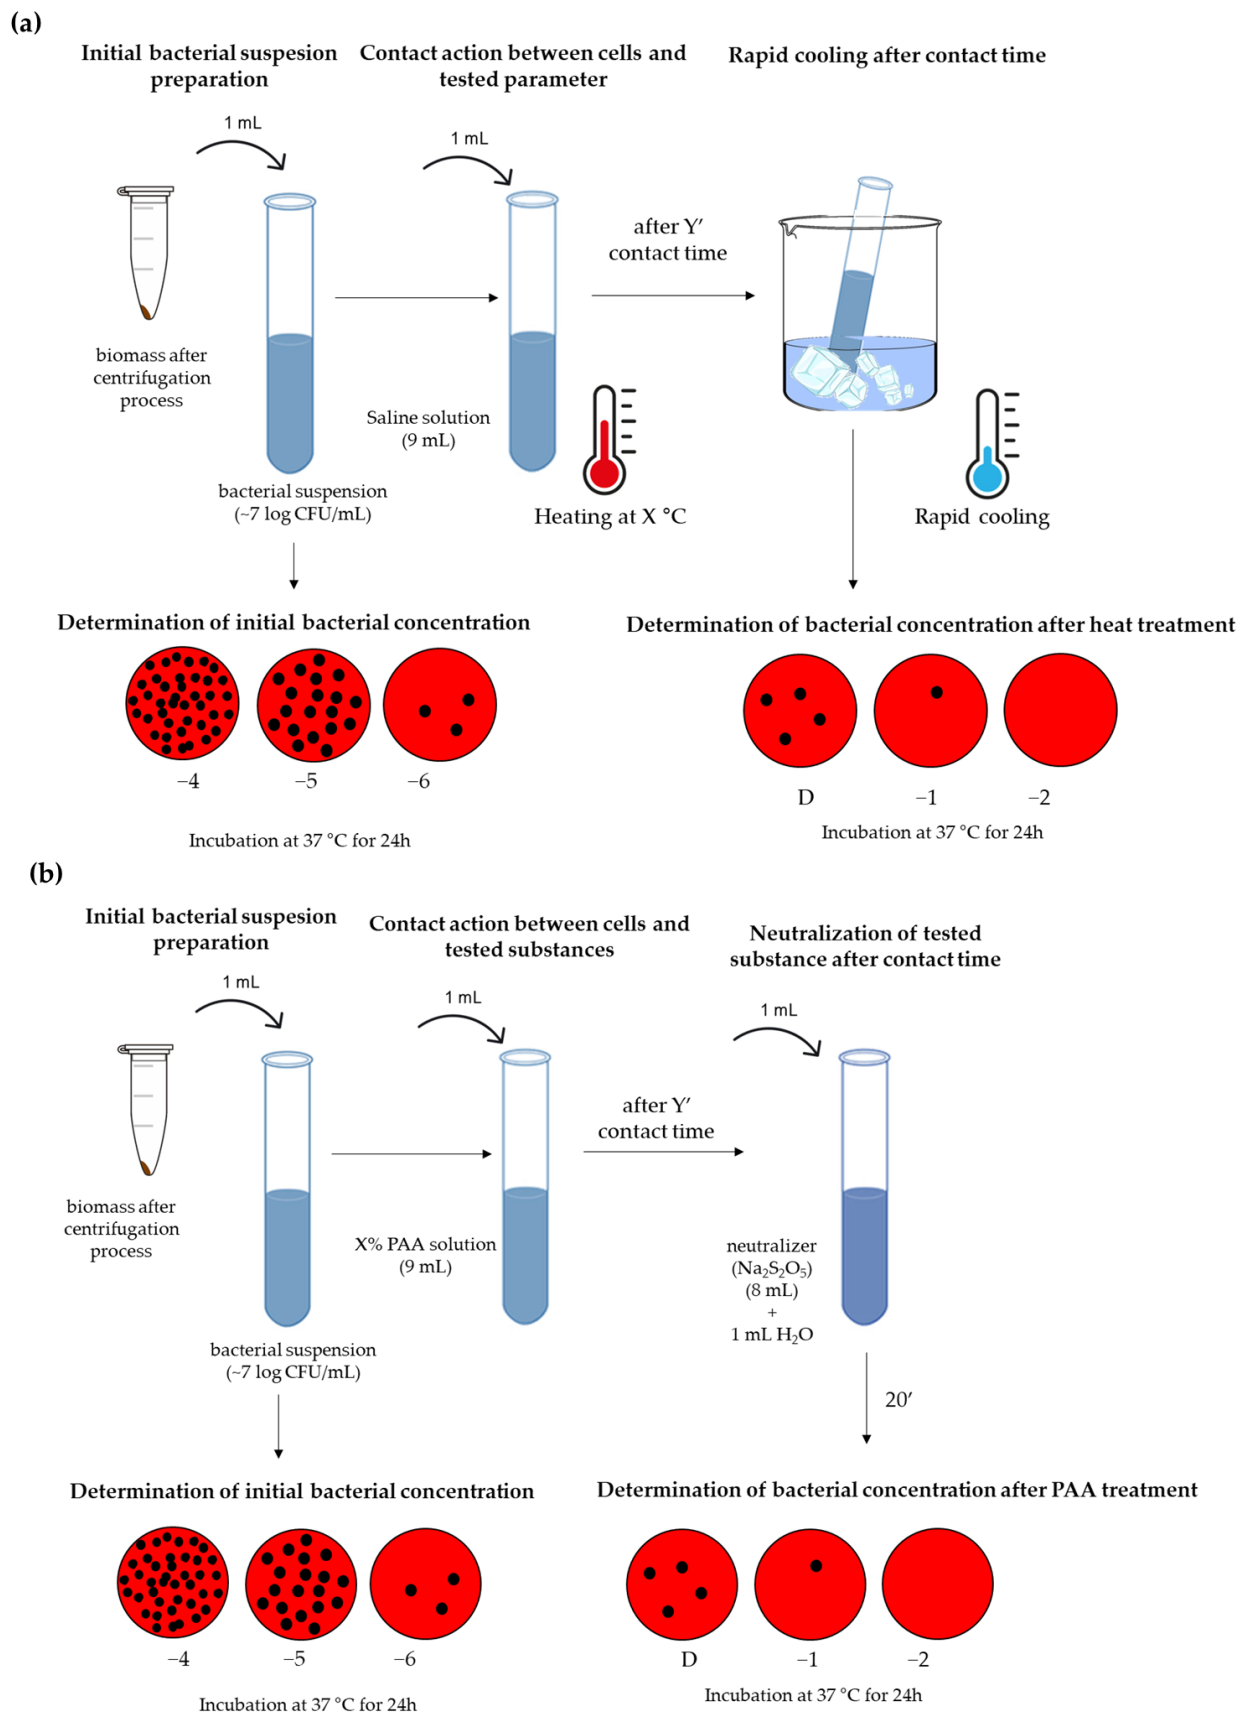 (a)
Initial bacterial suspesion
preparation
Contact action between cells and
tested parameter
Rapid cooling after contact time
1 mL
1 mL
after Y′
contact time
biomass after
centrifugation
process
Saline solution
(9 mL)
bacterial suspension
(~7 log CFU/mL)
Heating at X °C
Rapid cooling
Determination of initial bacterial concentration
Determination of bacterial concentration after heat treatment
−4
−5
−6
D
−1
−2
Incubation at 37 °C for 24h
Incubation at 37 °C for 24h
(b)
Initial bacterial suspesion
preparation
Contact action between cells and
tested substances
Neutralization of tested
substance after contact time
1 mL
1 mL
1 mL
after Y′
contact time
biomass after
centrifugation
process
X% PAA solution
(9 mL)
neutralizer
(Na₂S₂O₅)
(8 mL)
+
1 mL H₂O
bacterial suspension
(~7 log CFU/mL)
20′
Determination of initial bacterial concentration
Determination of bacterial concentration after PAA treatment
−4
−5
−6
D
−1
−2
Incubation at 37 °C for 24h
Incubation at 37 °C for 24h